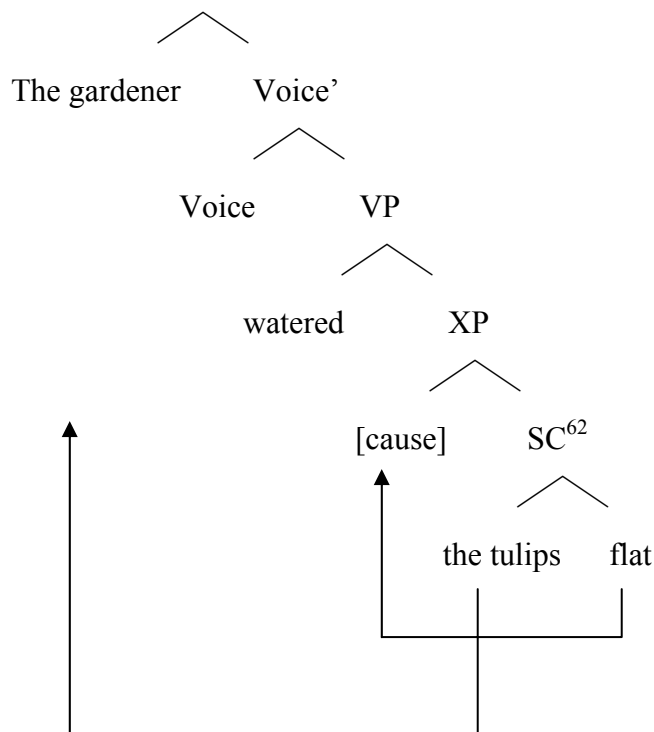 The gardener Voice’
Voice VP
watered XP
[cause] SC⁶²
the tulips flat